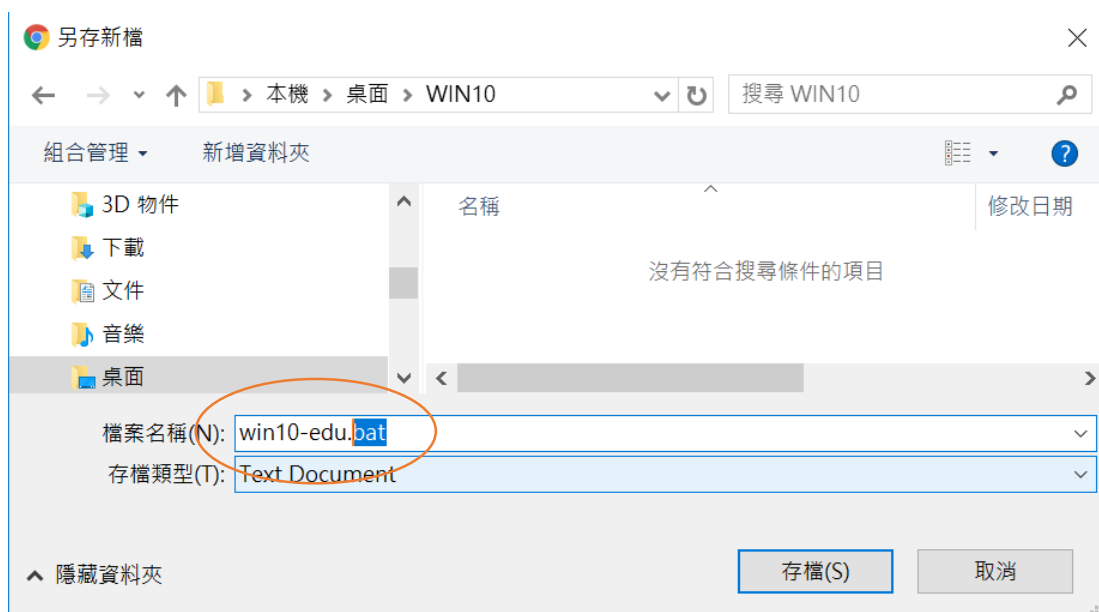 另存新檔
本機 > 桌面 > WIN10
搜尋 WIN10
組合管理
新增資料夾
3D 物件
下載
文件
音樂
桌面
名稱
修改日期
沒有符合搜尋條件的項目
檔案名稱(N): win10-edu.bat
存檔類型(T): Text Document
隱藏資料夾
存檔(S)
取消